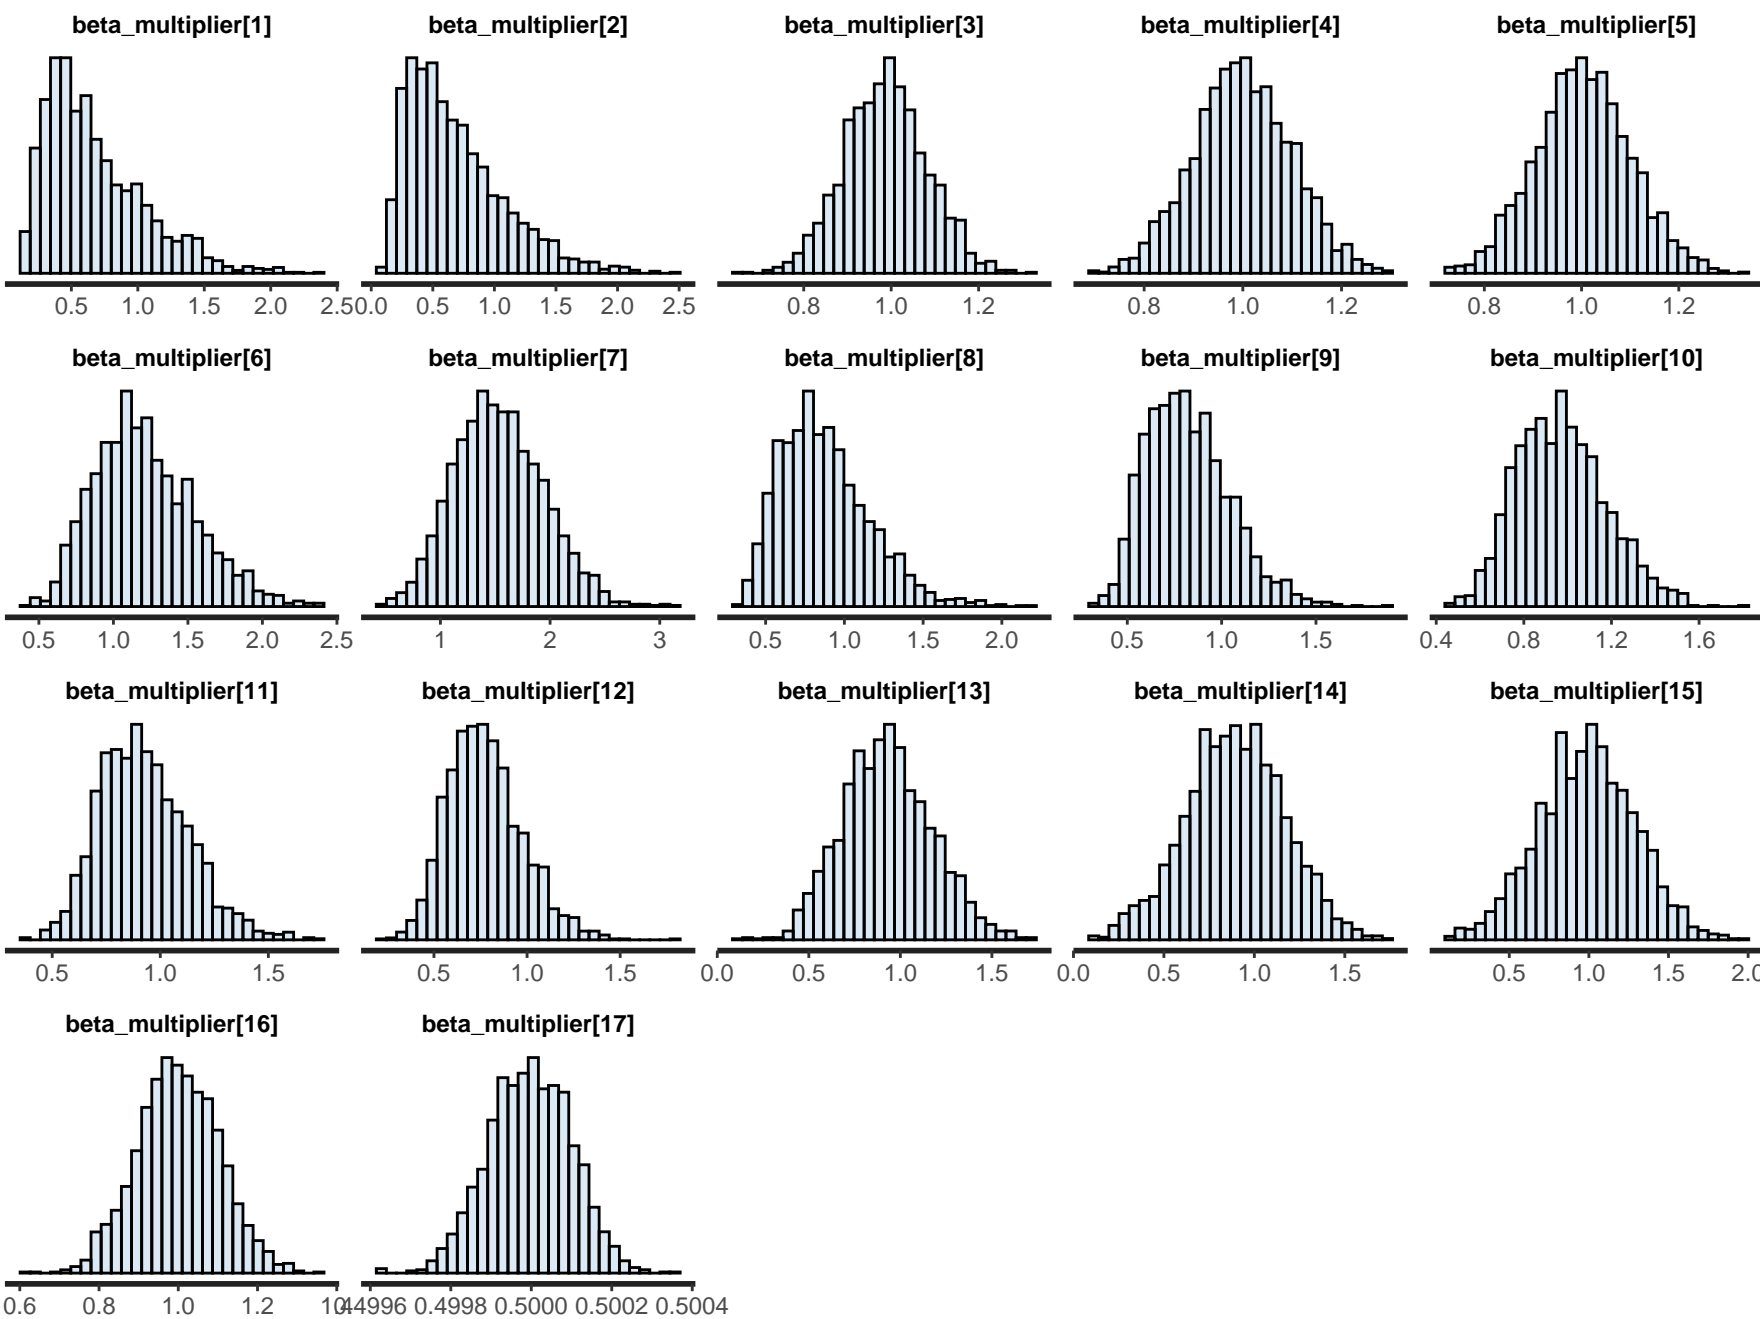 beta_multiplier[1] beta_multiplier[2] beta_multiplier[3] beta_multiplier[4] beta_multiplier[5]
0.5 1.0 1.5 2.0 2.5 0.0 0.5 1.0 1.5 2.0 2.5 0.8 1.0 1.2 0.8 1.0 1.2 0.8 1.0 1.2
beta_multiplier[6] beta_multiplier[7] beta_multiplier[8] beta_multiplier[9] beta_multiplier[10]
0.5 1.0 1.5 2.0 2.5 1 2 3 0.5 1.0 1.5 2.0 0.5 1.0 1.5 0.4 0.8 1.2 1.6
beta_multiplier[11] beta_multiplier[12] beta_multiplier[13] beta_multiplier[14] beta_multiplier[15]
0.5 1.0 1.5 0.5 1.0 1.5 0.0 0.5 1.0 1.5 0.0 0.5 1.0 1.5 0.5 1.0 1.5 2.0
beta_multiplier[16] beta_multiplier[17]
0.6 0.8 1.0 1.2 1.4 0.4996 0.4998 0.5000 0.5002 0.5004